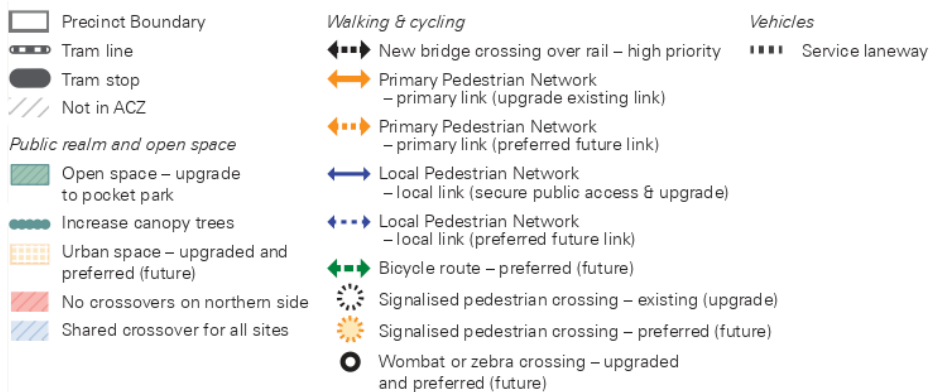 Precinct Boundary
Tram line
Tram stop
Not in ACZ
Public realm and open space
Open space – upgrade
to pocket park
Increase canopy trees
Urban space – upgraded and
preferred (future)
No crossovers on northern side
Shared crossover for all sites
Walking & cycling
New bridge crossing over rail – high priority
Primary Pedestrian Network
– primary link (upgrade existing link)
Primary Pedestrian Network
– primary link (preferred future link)
Local Pedestrian Network
– local link (secure public access & upgrade)
Local Pedestrian Network
– local link (preferred future link)
Bicycle route – preferred (future)
Signalised pedestrian crossing – existing (upgrade)
Signalised pedestrian crossing – preferred (future)
Wombat or zebra crossing – upgraded
and preferred (future)
Vehicles
Service laneway